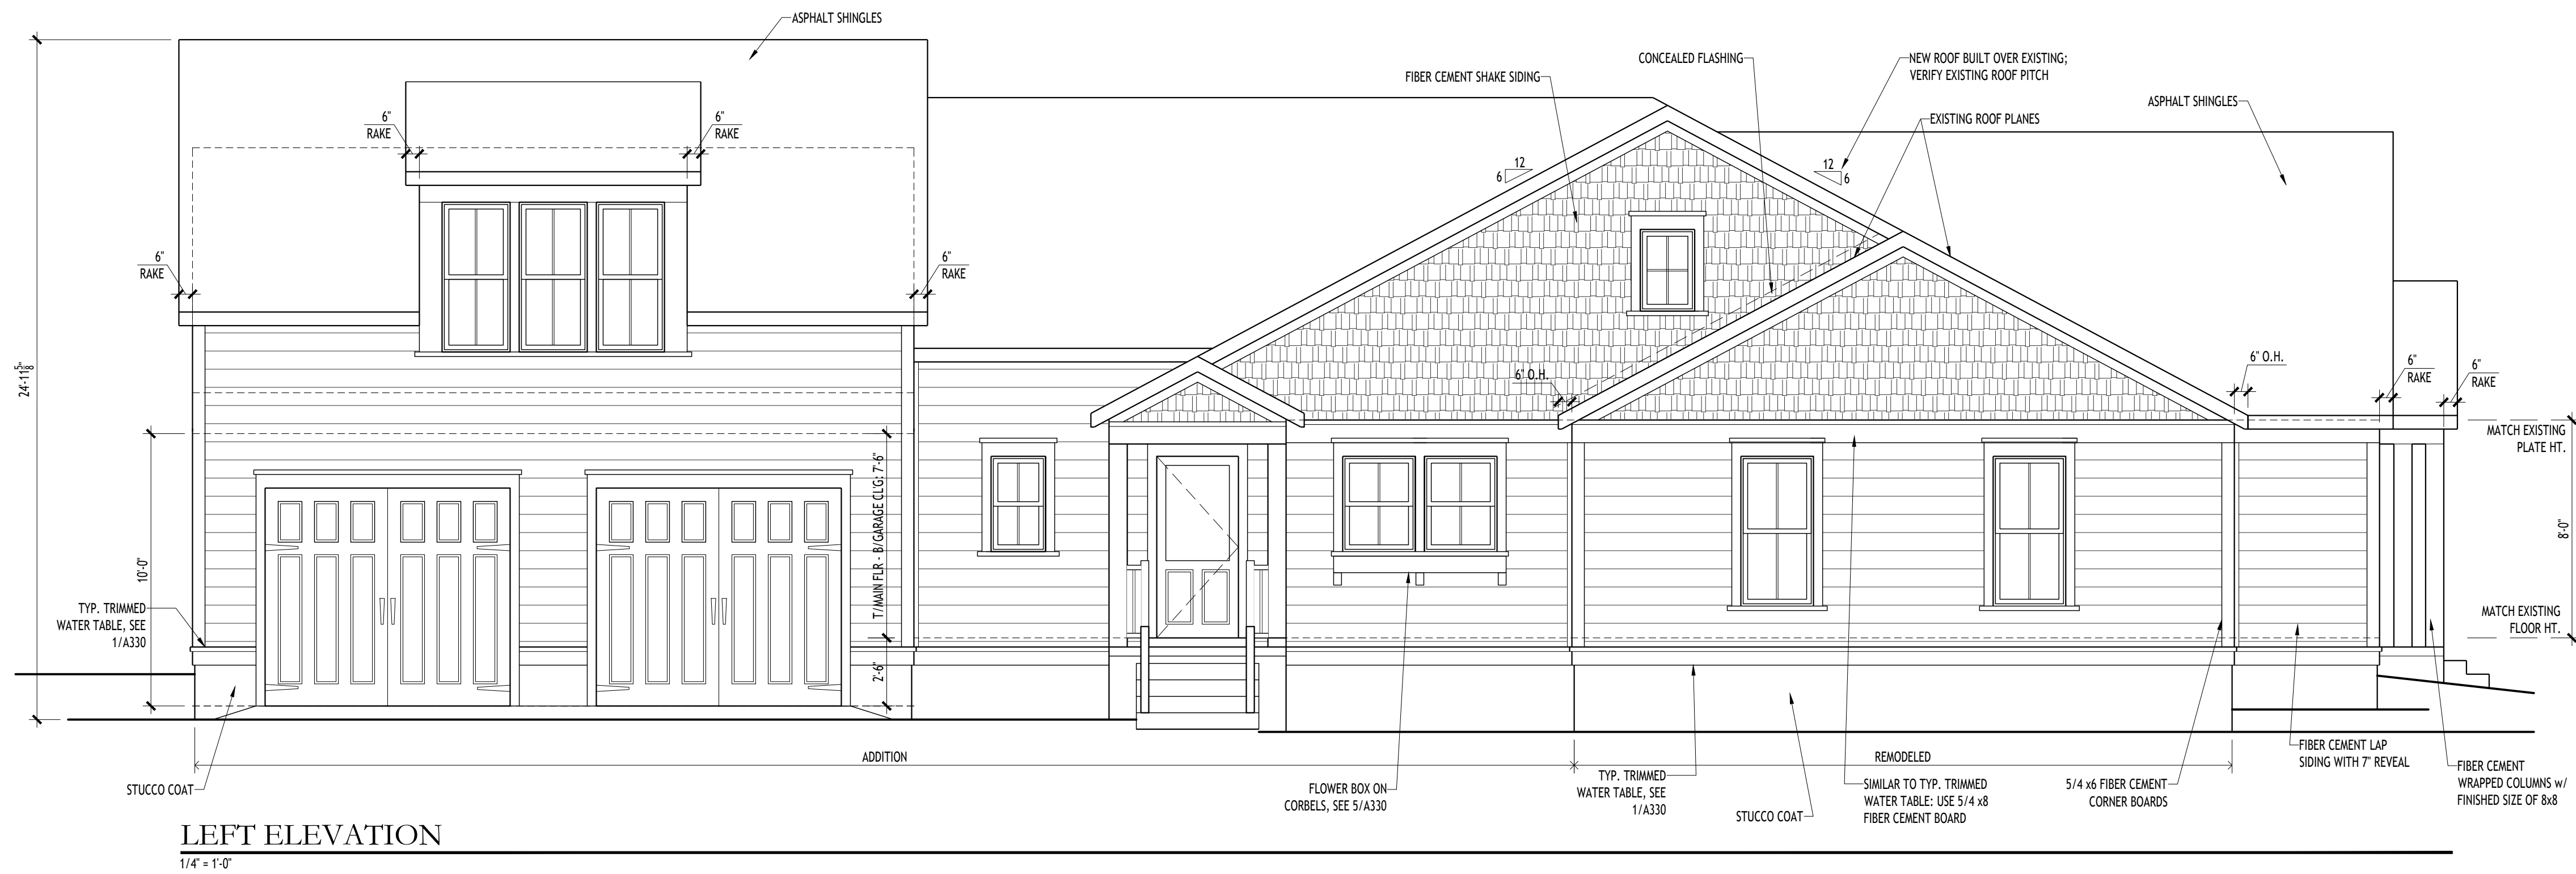 ASPHALT SHINGLES
CONCEALED FLASHING
NEW ROOF BUILT OVER EXISTING;
VERIFY EXISTING ROOF PITCH
FIBER CEMENT SHAKE SIDING
ASPHALT SHINGLES
EXISTING ROOF PLANES
6"
RAKE
6"
RAKE
12
6
12
6
6"
RAKE
6"
RAKE
24'-11 5/8"
6" O.H.
6" O.H.
6"
RAKE
6"
RAKE
MATCH EXISTING
PLATE HT.
8'-0"
MATCH EXISTING
FLOOR HT.
10'-0"
T/MAIN FLR - B/GARAGE CL'G: 7'-6"
2'-6"
TYP. TRIMMED
WATER TABLE, SEE
1/A330
ADDITION
REMODELED
STUCCO COAT
FLOWER BOX ON
CORBELS, SEE 5/A330
TYP. TRIMMED
WATER TABLE, SEE
1/A330
STUCCO COAT
SIMILAR TO TYP. TRIMMED
WATER TABLE: USE 5/4 x8
FIBER CEMENT BOARD
5/4 x6 FIBER CEMENT
CORNER BOARDS
FIBER CEMENT LAP
SIDING WITH 7" REVEAL
FIBER CEMENT
WRAPPED COLUMNS w/
FINISHED SIZE OF 8x8
LEFT ELEVATION
1/4" = 1'-0"